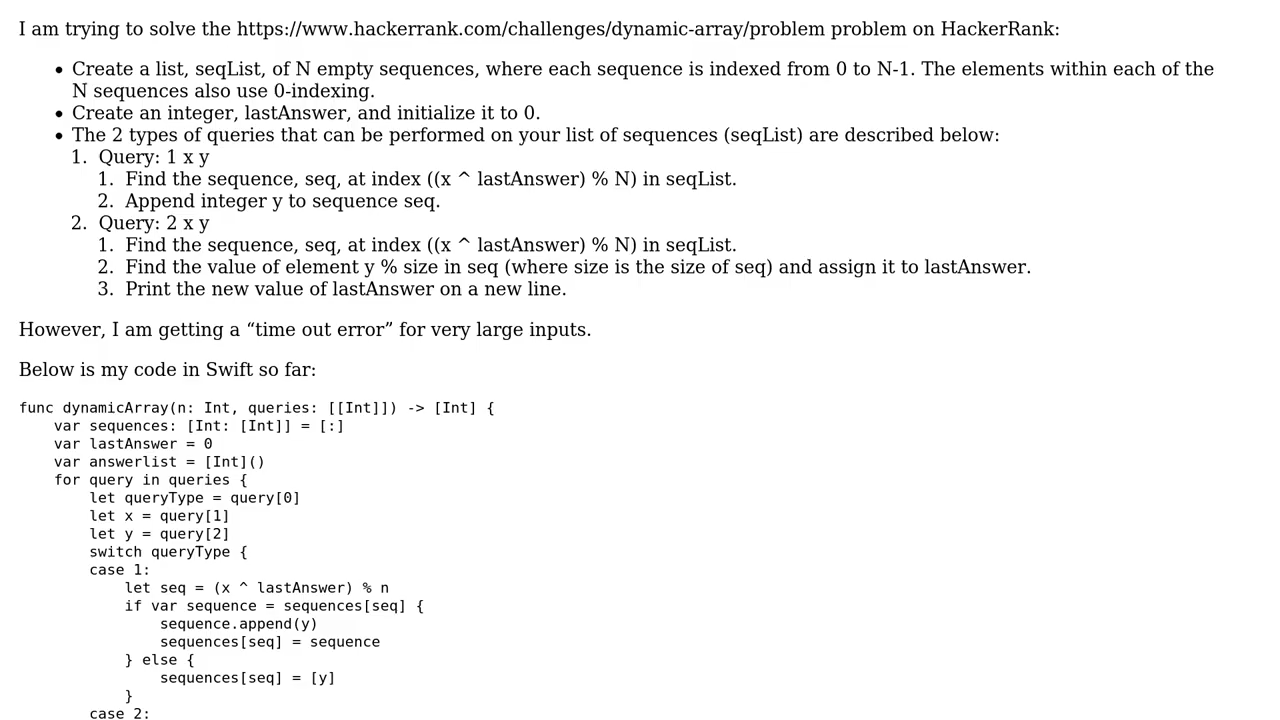 I am trying to solve the https://www.hackerrank.com/challenges/dynamic-array/problem problem on HackerRank:
• Create a list, seqList, of N empty sequences, where each sequence is indexed from 0 to N-1. The elements within each of the
N sequences also use 0-indexing.
• Create an integer, lastAnswer, and initialize it to 0.
• The 2 types of queries that can be performed on your list of sequences (seqList) are described below:
1. Query: 1 x y
1. Find the sequence, seq, at index ((x ^ lastAnswer) % N) in seqList.
2. Append integer y to sequence seq.
2. Query: 2 x y
1. Find the sequence, seq, at index ((x ^ lastAnswer) % N) in seqList.
2. Find the value of element y % size in seq (where size is the size of seq) and assign it to lastAnswer.
3. Print the new value of lastAnswer on a new line.
However, I am getting a “time out error” for very large inputs.
Below is my code in Swift so far:
func dynamicArray(n: Int, queries: [[Int]]) -> [Int] {
    var sequences: [Int: [Int]] = [:]
    var lastAnswer = 0
    var answerlist = [Int]()
    for query in queries {
        let queryType = query[0]
        let x = query[1]
        let y = query[2]
        switch queryType {
        case 1:
            let seq = (x ^ lastAnswer) % n
            if var sequence = sequences[seq] {
                sequence.append(y)
                sequences[seq] = sequence
            } else {
                sequences[seq] = [y]
            }
        case 2: